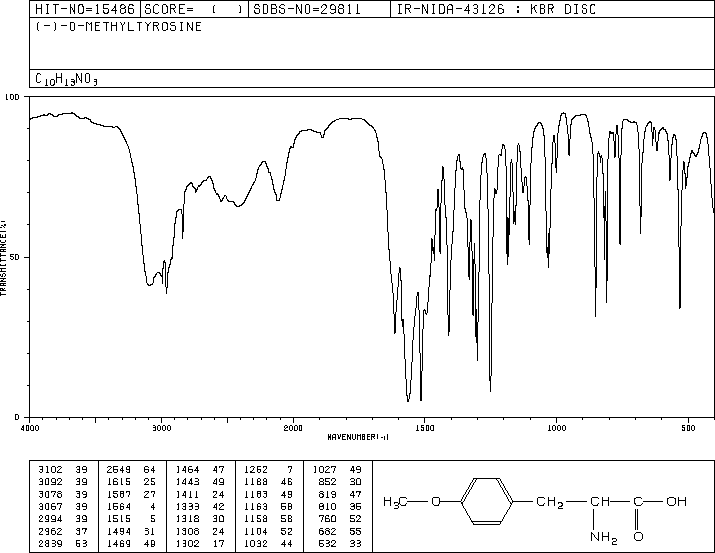 HIT-NO=15486 SCORE= ( ) SDBS-NO=29811 IR-NIDA-43126 : KBR DISC
(-)-O-METHYLTYROSINE
C10H13NO3
100
50
0
TRANSMITTANCE(%)
4000 3000 2000 1500 1000 500
WAVENUMBER(-1)
3102 39 2549 64 1464 47 1252 7 1027 49
3092 39 1615 25 1443 49 1188 46 852 30
3078 39 1587 27 1411 24 1183 49 819 47
3067 39 1564 4 1333 42 1163 58 810 35
2994 39 1515 5 1318 30 1158 58 760 52
2962 37 1494 31 1308 24 1104 52 682 55
2839 53 1469 49 1302 17 1032 44 532 33
H3C O CH2 CH C OH
NH2 O